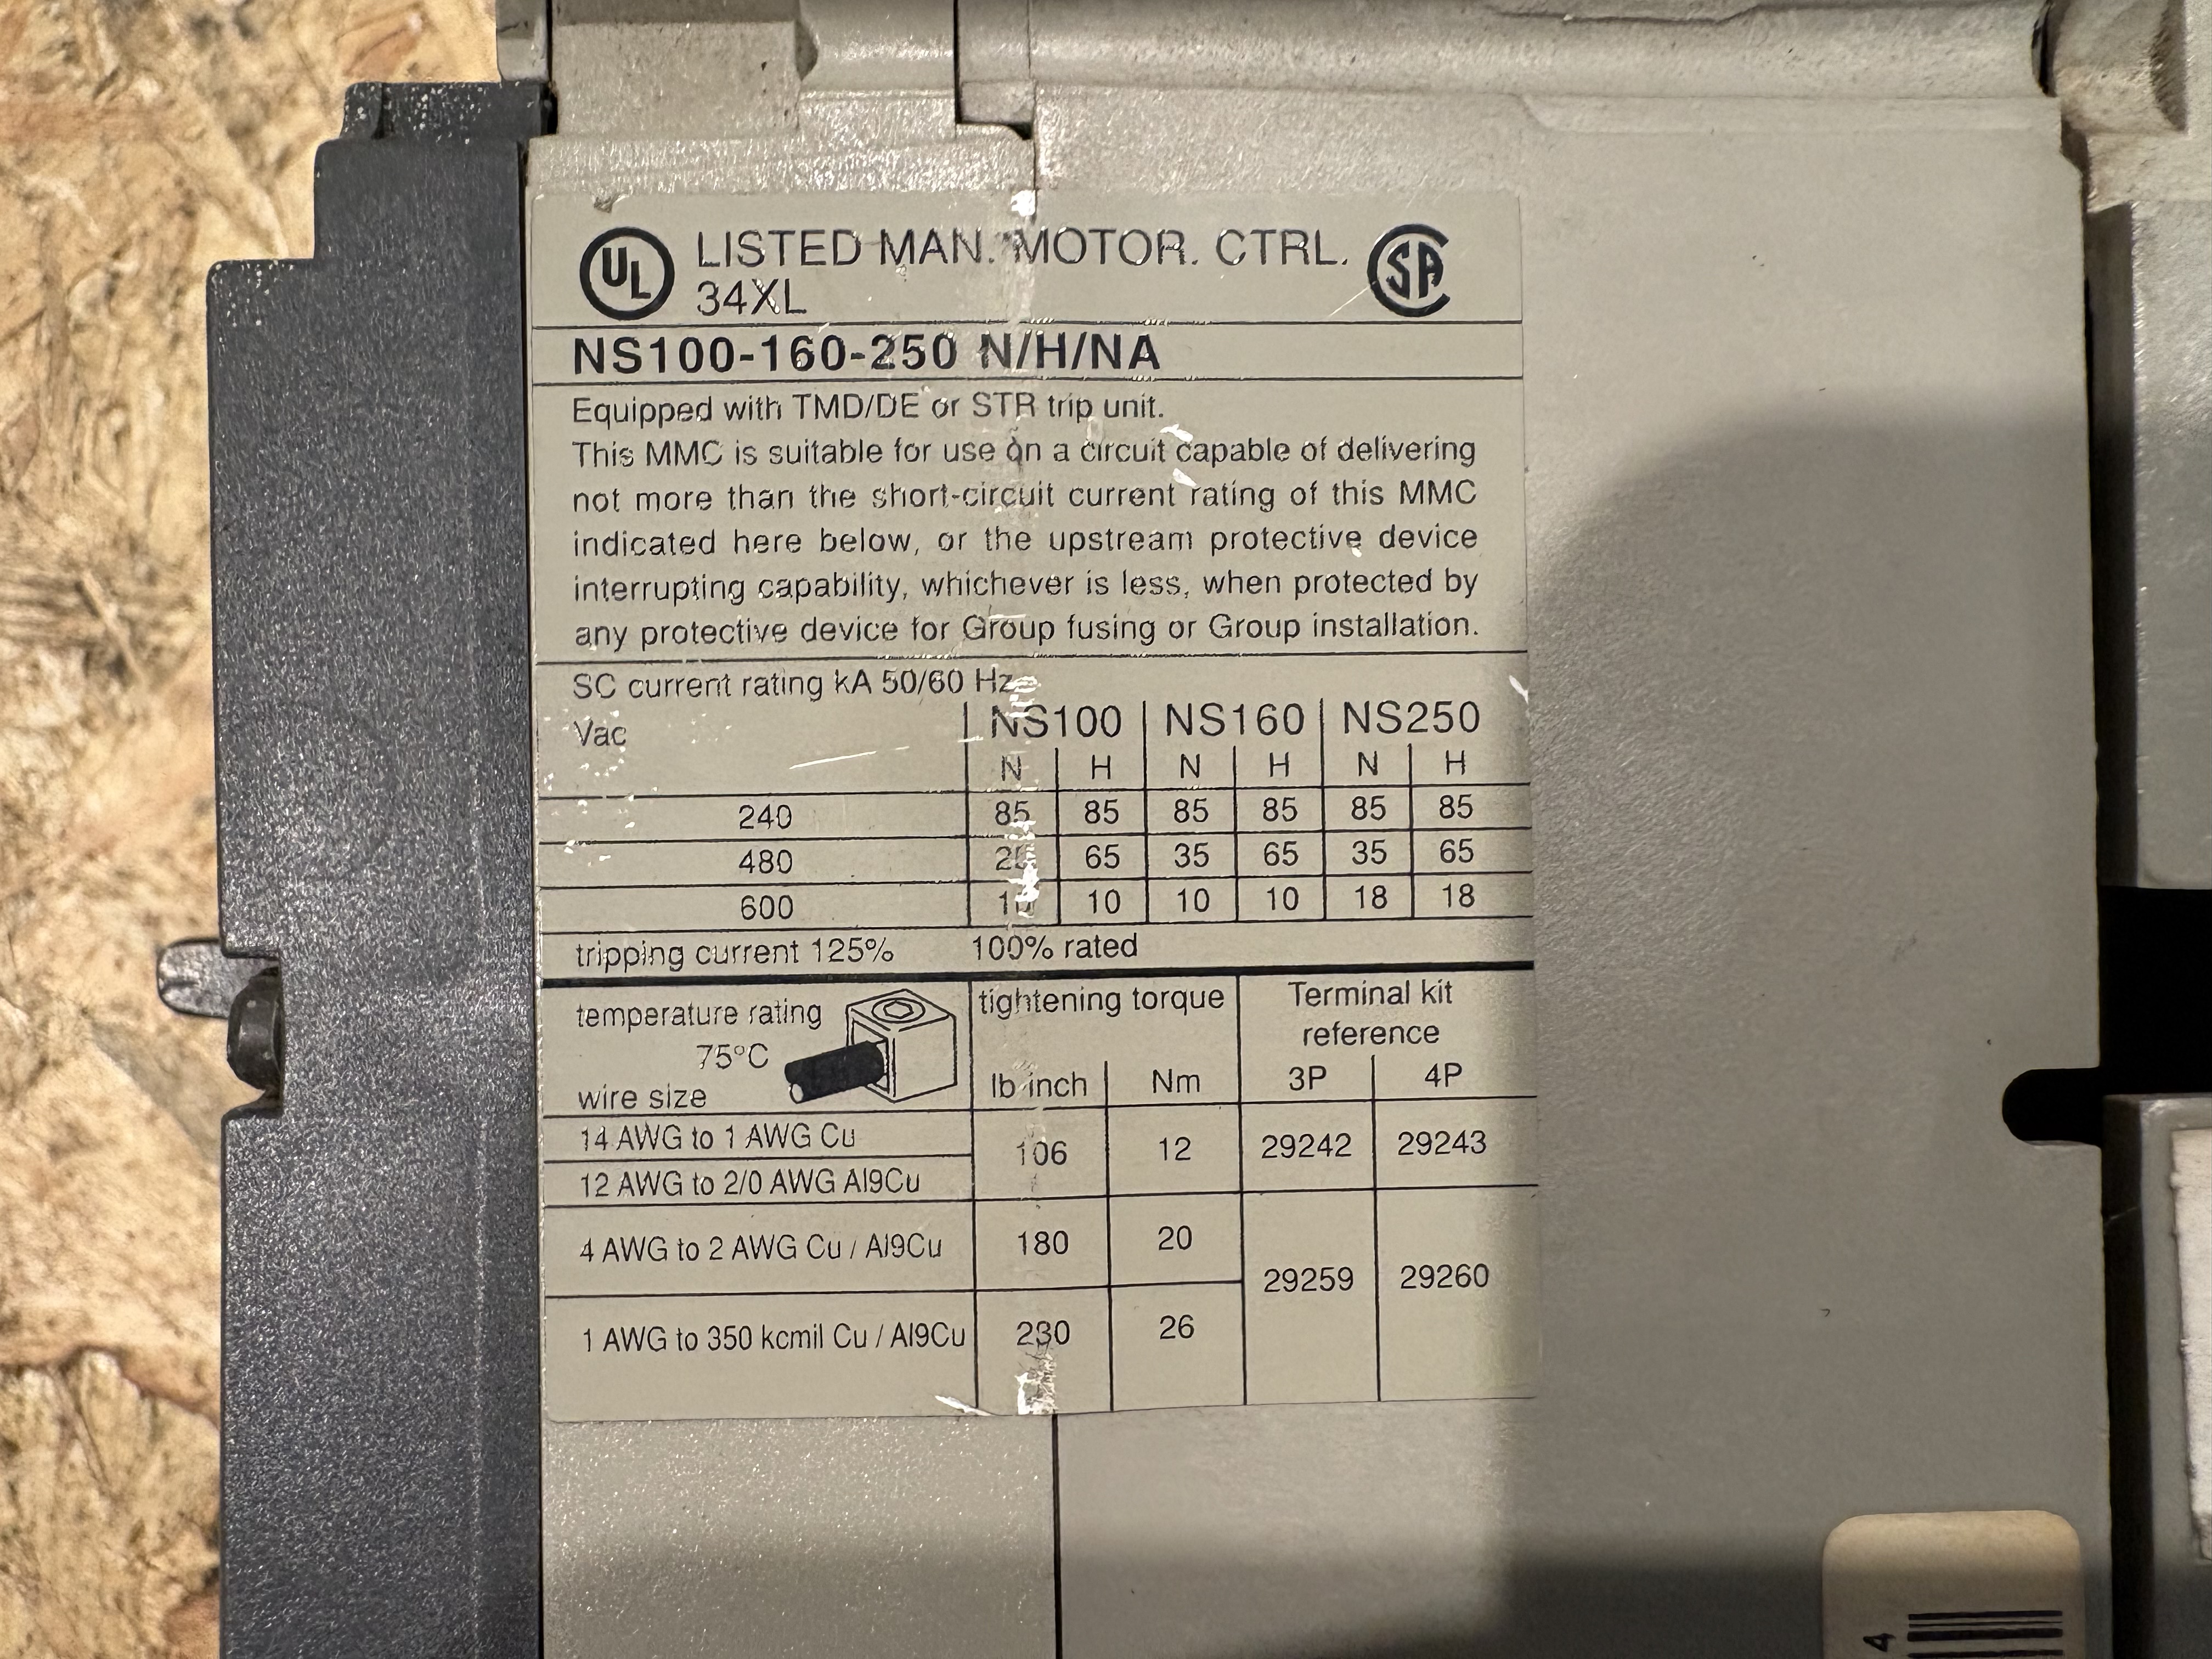 UL LISTED MAN. MOTOR. CTRL. SA
34XL
NS100-160-250 N/H/NA
Equipped with TMD/DE or STR trip unit.
This MMC is suitable for use on a circuit capable of delivering
not more than the short-circuit current rating of this MMC
indicated here below, or the upstream protective device
interrupting capability, whichever is less, when protected by
any protective device for Group fusing or Group installation.
SC current rating kA 50/60 Hz
Vac NS100 NS160 NS250
N H N H N H
240 85 85 85 85 85 85
480 65 35 65 35 65
600 10 10 10 10 18 18
tripping current 125% 100% rated
temperature rating
75°C
wire size
tightening torque
lb inch Nm
Terminal kit
reference
3P 4P
14 AWG to 1 AWG Cu
12 AWG to 2/0 AWG Al9Cu
106 12 29242 29243
4 AWG to 2 AWG Cu / Al9Cu 180 20
29259 29260
1 AWG to 350 kcmil Cu / Al9Cu 230 26
4